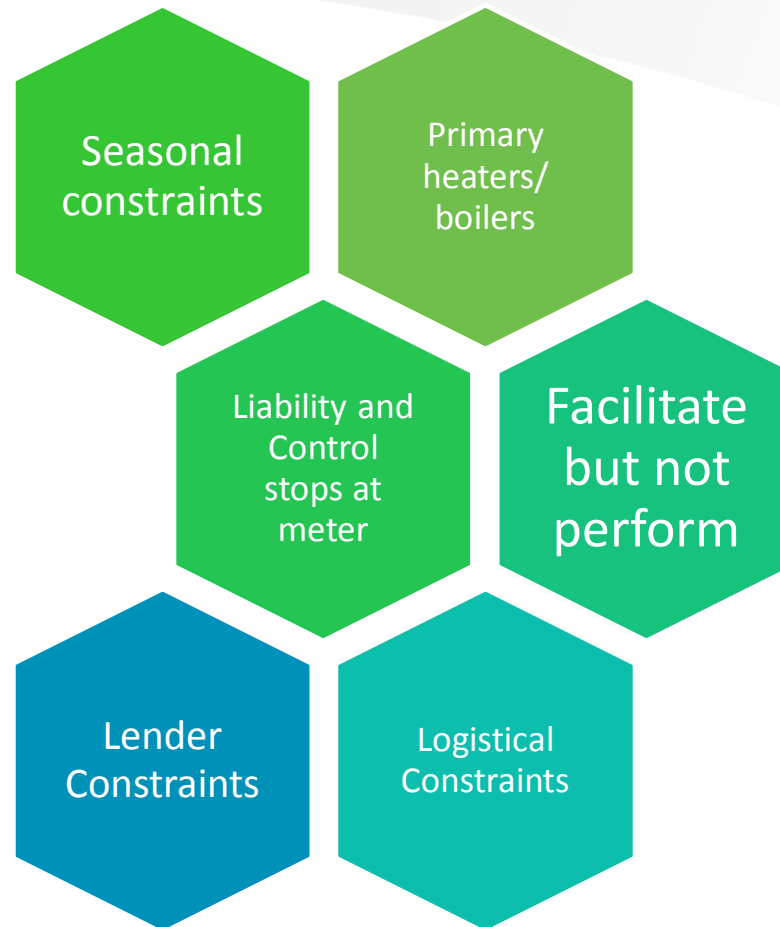 Seasonal
constraints
Primary
heaters/
boilers
Liability and
Control
stops at
meter
Facilitate
but not
perform
Lender
Constraints
Logistical
Constraints